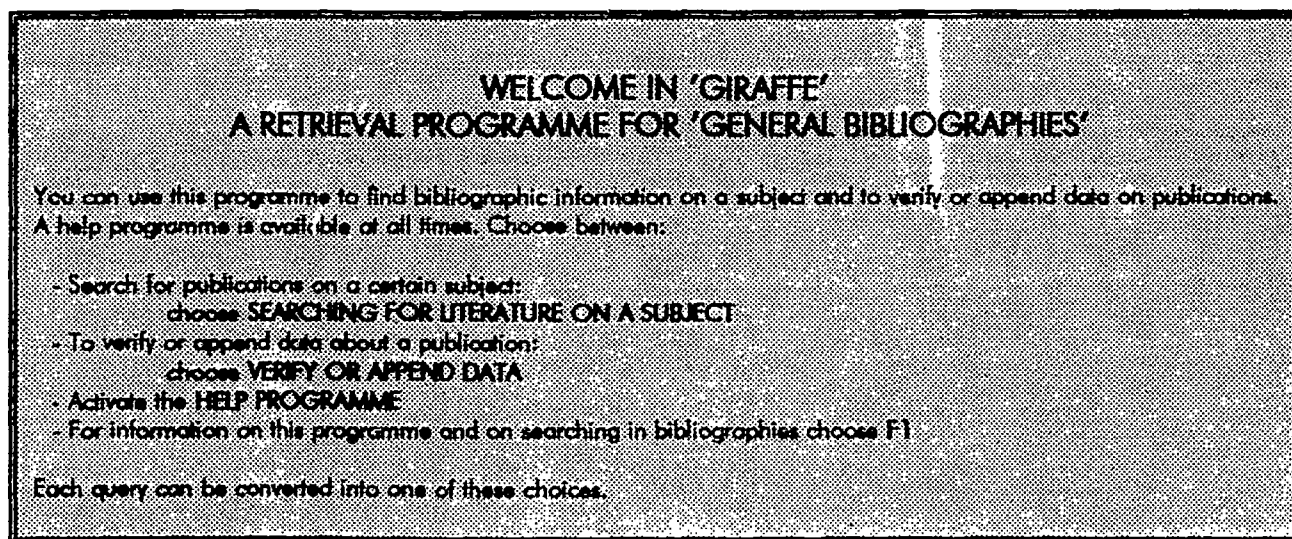 WELCOME IN 'GIRAFFE'
A RETRIEVAL PROGRAMME FOR 'GENERAL BIBLIOGRAPHIES'
You can use this programme to find bibliographic information on a subject and to verify or append data on publications.
A help programme is available at all times. Choose between:
- Search for publications on a certain subject:
choose SEARCHING FOR LITERATURE ON A SUBJECT
- To verify or append data about a publication:
choose VERIFY OR APPEND DATA
- Activate the HELP PROGRAMME
- For information on this programme and on searching in bibliographies choose F1
Each query can be converted into one of these choices.